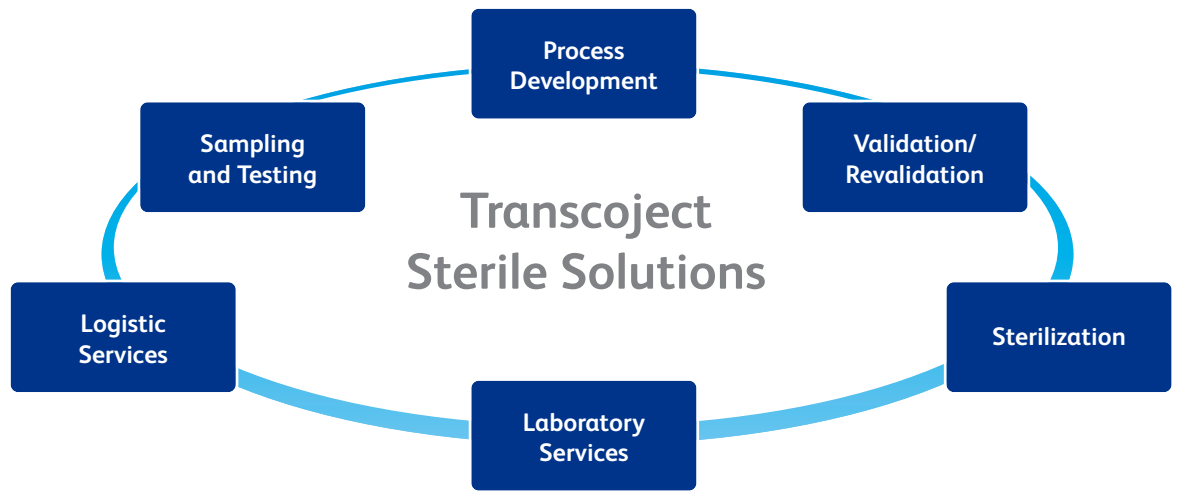 Process
Development
Sampling
and Testing
Validation/
Revalidation
Transcoject
Sterile Solutions
Logistic
Services
Sterilization
Laboratory
Services